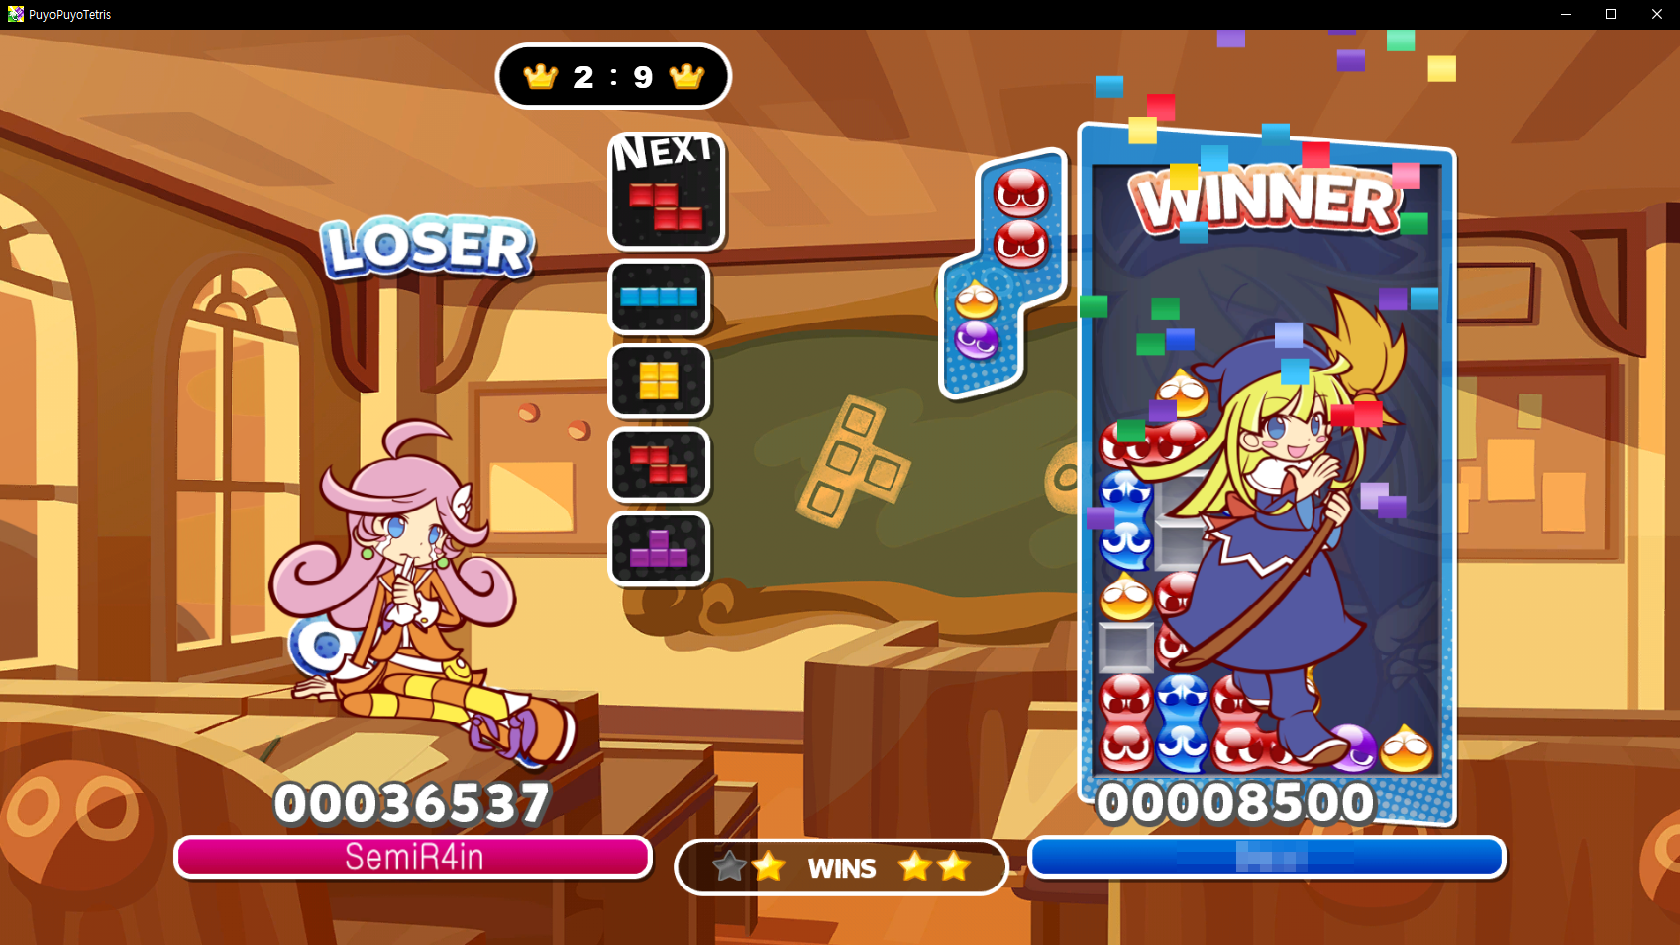 PuyoPuyoTetris
2 : 9
NEXT
LOSER
WINNER
00036537
00008500
SemiR4in
WINS